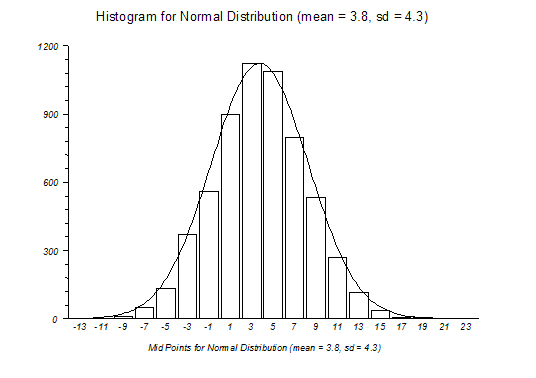 Histogram for Normal Distribution (mean = 3.8, sd = 4.3)
1200
900
600
300
0
-13 -11 -9 -7 -5 -3 -1 1 3 5 7 9 11 13 15 17 19 21 23
Mid Points for Normal Distribution (mean = 3.8, sd = 4.3)